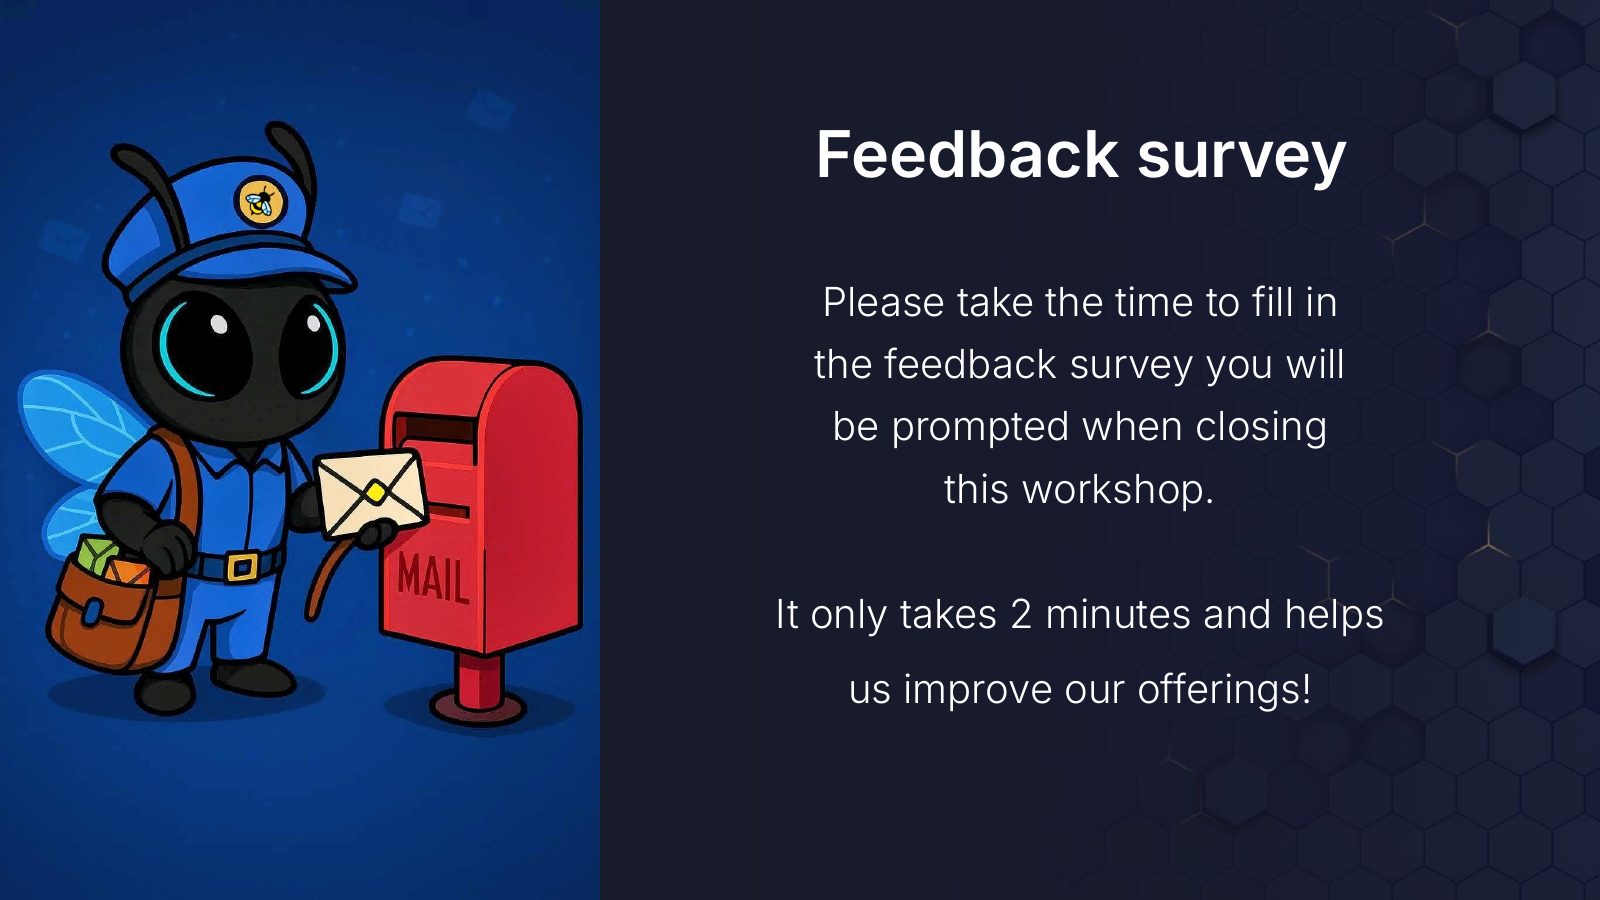 Feedback survey
Please take the time to fill in
the feedback survey you will
be prompted when closing
this workshop.
It only takes 2 minutes and helps
us improve our offerings!
MAIL